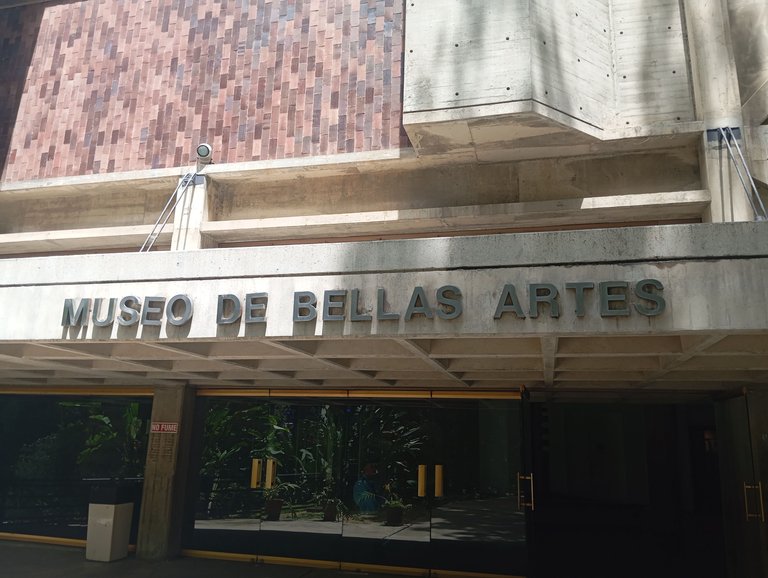 MUSEO DE BELLAS ARTES
NO FUME